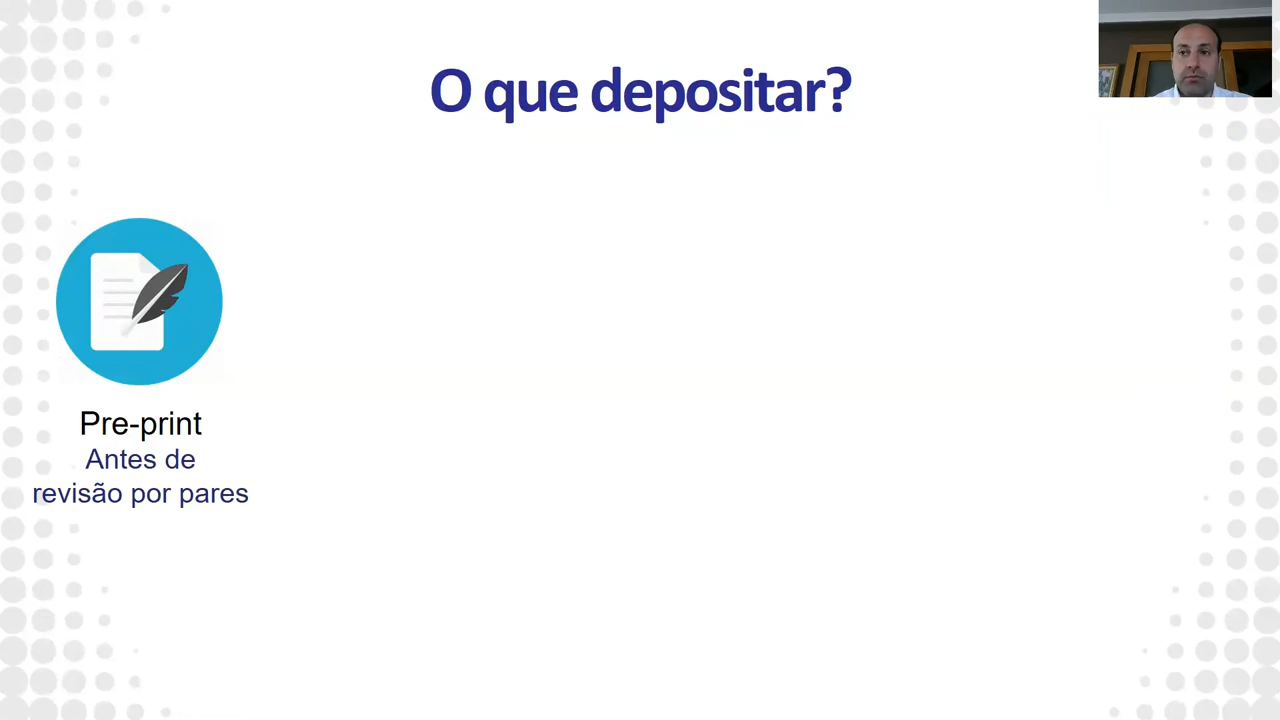 O que depositar?
Pre-print
Antes de
revisão por pares